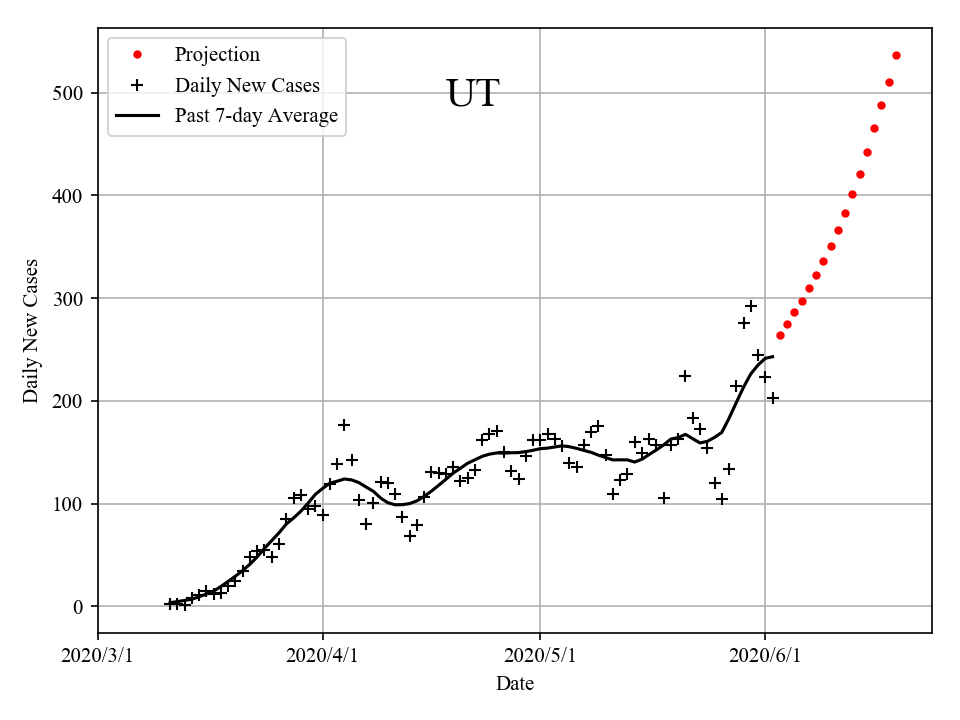 Projection
Daily New Cases
Past 7-day Average
UT
500
400
300
200
100
0
Daily New Cases
2020/3/1 2020/4/1 2020/5/1 2020/6/1
Date